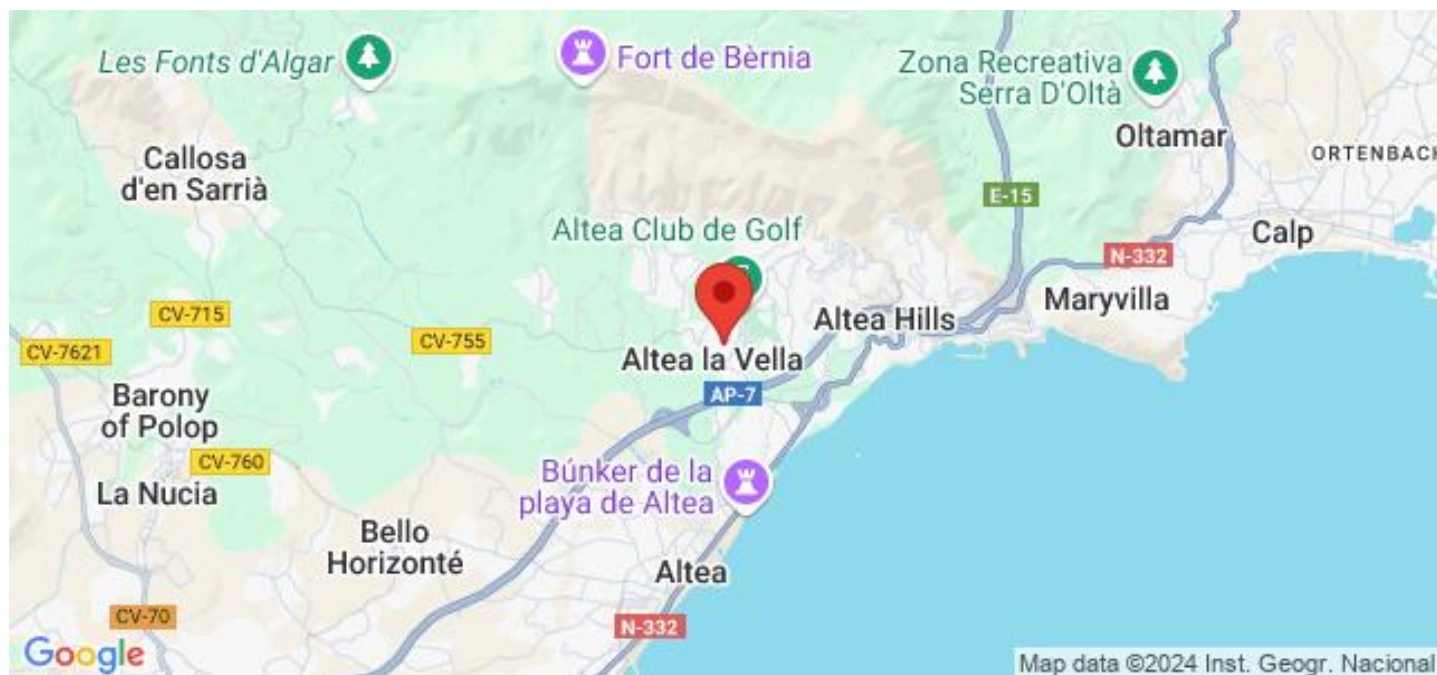 Les Fonts d'Algar
Fort de Bèrnia
Zona Recreativa
Serra D'Oltà
Oltamar
ORTENBACH
Callosa
d'en Sarrià
E-15
Altea Club de Golf
Calp
N-332
Maryvilla
CV-715
Altea Hills
CV-755
CV-7621
Altea la Vella
AP-7
Barony
of Polop
CV-760
La Nucia
Búnker de la
playa de Altea
Bello
Horizonté
Altea
CV-70
N-332
Google
Map data ©2024 Inst. Geogr. Nacional